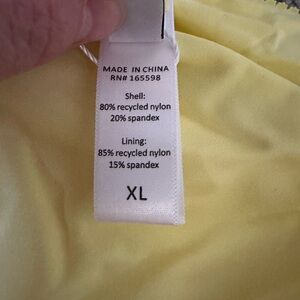 MADE IN CHINA
RN# 165598
Shell:
80% recycled nylon
20% spandex
Lining:
85% recycled nylon
15% spandex
XL